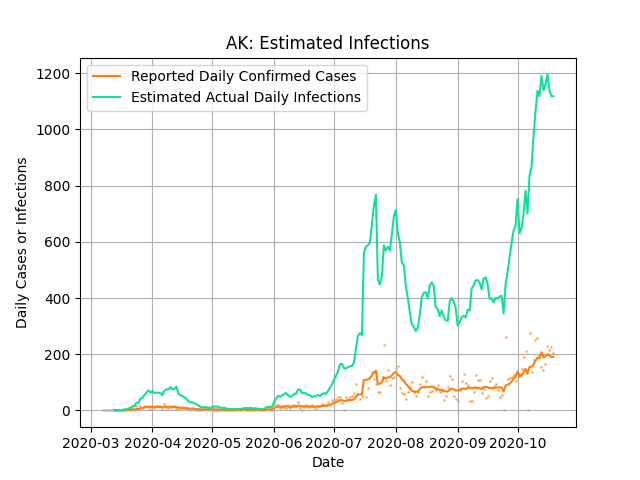 AK: Estimated Infections
Reported Daily Confirmed Cases
Estimated Actual Daily Infections
Daily Cases or Infections
1200
1000
800
600
400
200
0
2020-03 2020-04 2020-05 2020-06 2020-07 2020-08 2020-09 2020-10
Date